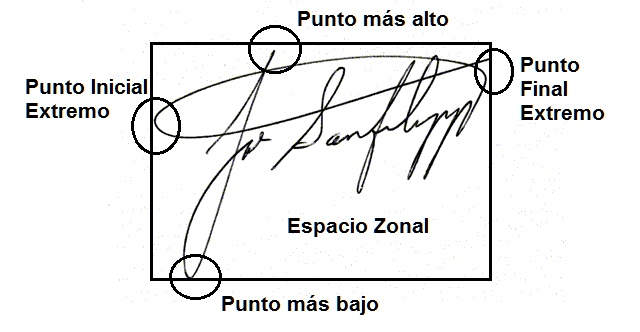 Punto más alto
Punto Inicial
Extremo
Punto
Final
Extremo
Espacio Zonal
Punto más bajo